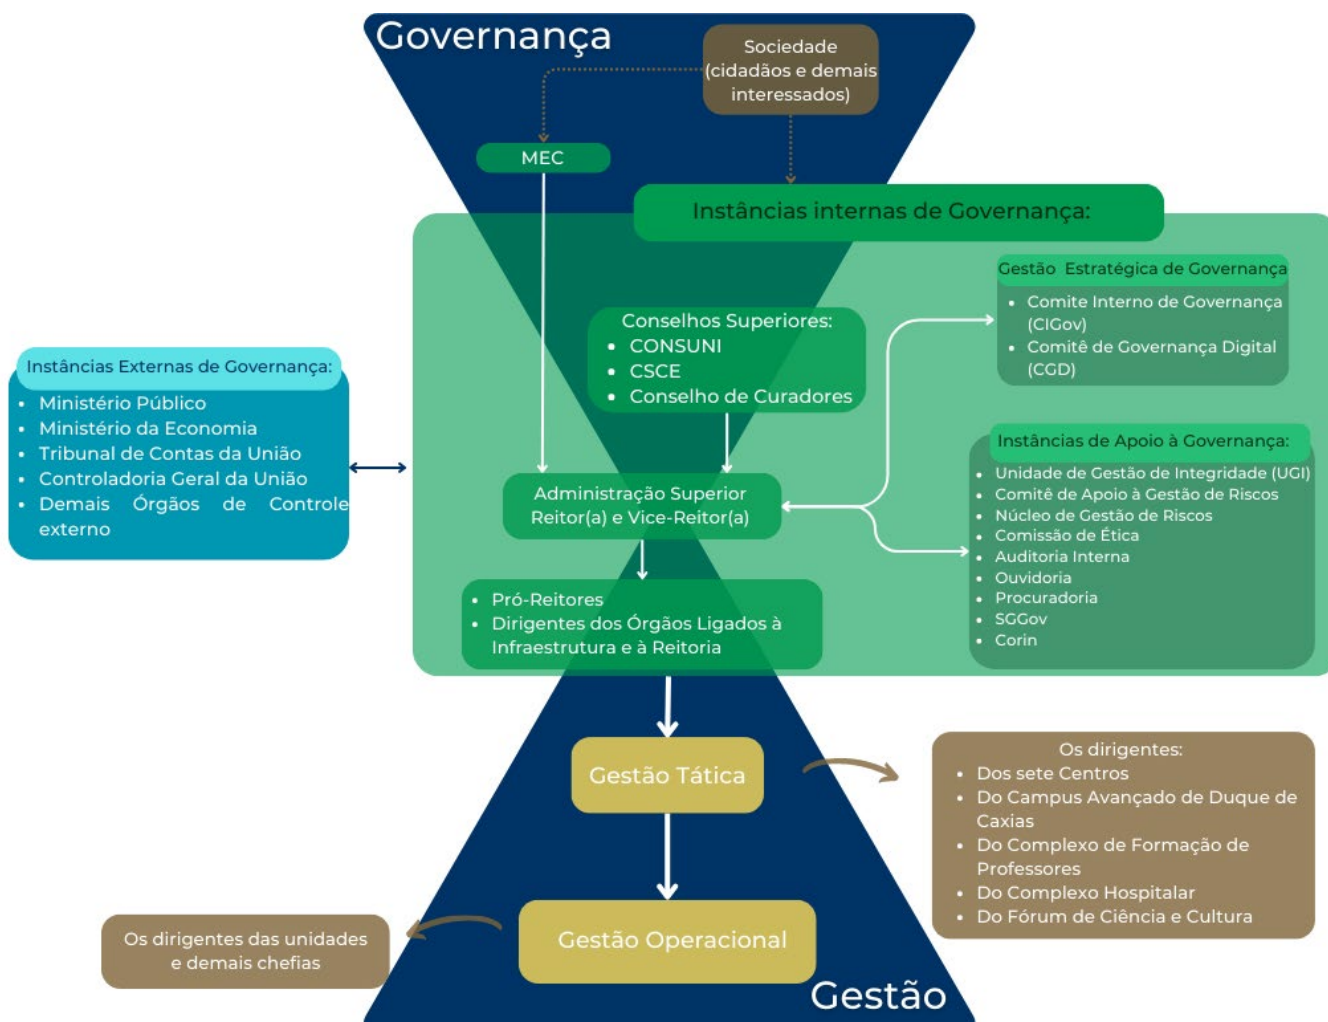 Governança
Sociedade
(cidadãos e demais
interessados)
MEC
Instâncias internas de Governança:
Gestão Estratégica de Governança
• Comite Interno de Governança
(CIGov)
• Comitê de Governança Digital
(CGD)
Conselhos Superiores:
• CONSUNI
• CSCE
• Conselho de Curadores
Instâncias Externas de Governança:
• Ministério Público
• Ministério da Economia
• Tribunal de Contas da União
• Controladoria Geral da União
• Demais Órgãos de Controle
externo
Instâncias de Apoio à Governança:
• Unidade de Gestão de Integridade (UGI)
• Comitê de Apoio à Gestão de Riscos
• Núcleo de Gestão de Riscos
• Comissão de Ética
• Auditoria Interna
• Ouvidoria
• Procuradoria
• SGGov
• Corin
Administração Superior
Reitor(a) e Vice-Reitor(a)
• Pró-Reitores
• Dirigentes dos Órgãos Ligados à
Infraestrutura e à Reitoria
Gestão Tática
Os dirigentes:
• Dos sete Centros
• Do Campus Avançado de Duque de
Caxias
• Do Complexo de Formação de
Professores
• Do Complexo Hospitalar
• Do Fórum de Ciência e Cultura
Gestão Operacional
Os dirigentes das unidades
e demais chefias
Gestão